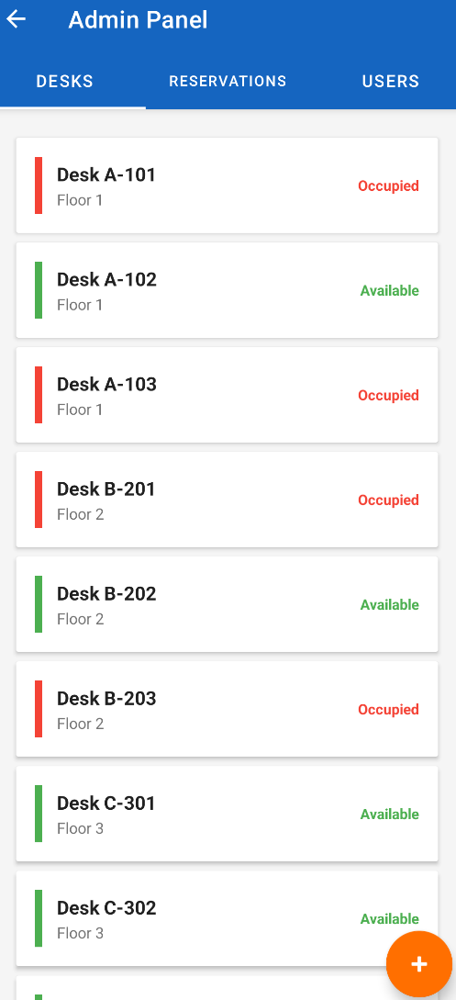 Admin Panel
DESKS RESERVATIONS USERS
Desk A-101
Floor 1
Occupied
Desk A-102
Floor 1
Available
Desk A-103
Floor 1
Occupied
Desk B-201
Floor 2
Occupied
Desk B-202
Floor 2
Available
Desk B-203
Floor 2
Occupied
Desk C-301
Floor 3
Available
Desk C-302
Floor 3
Available
+